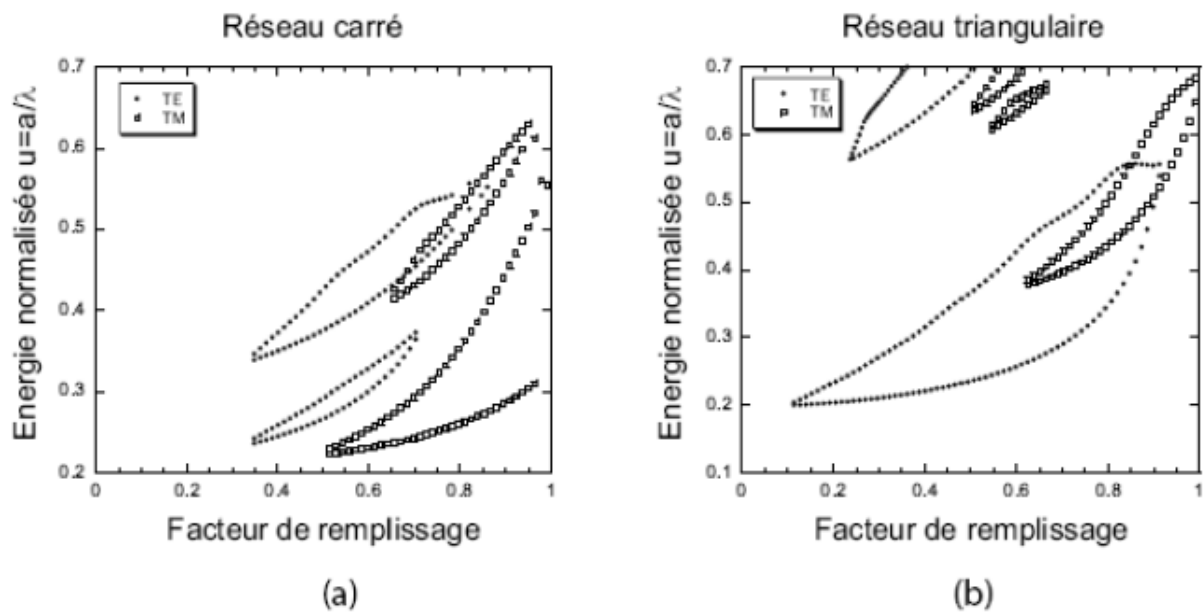 Réseau carré
0.7
0.6
0.5
0.4
0.3
0.2
0
0.2
0.4
0.6
0.8
1
TE
TM
Energie normalisée u=a/λ
Facteur de remplissage
(a)
Réseau triangulaire
0.7
0.6
0.5
0.4
0.3
0.2
0.1
0
0.2
0.4
0.6
0.8
1
TE
TM
Energie normalisée u=a/λ
Facteur de remplissage
(b)